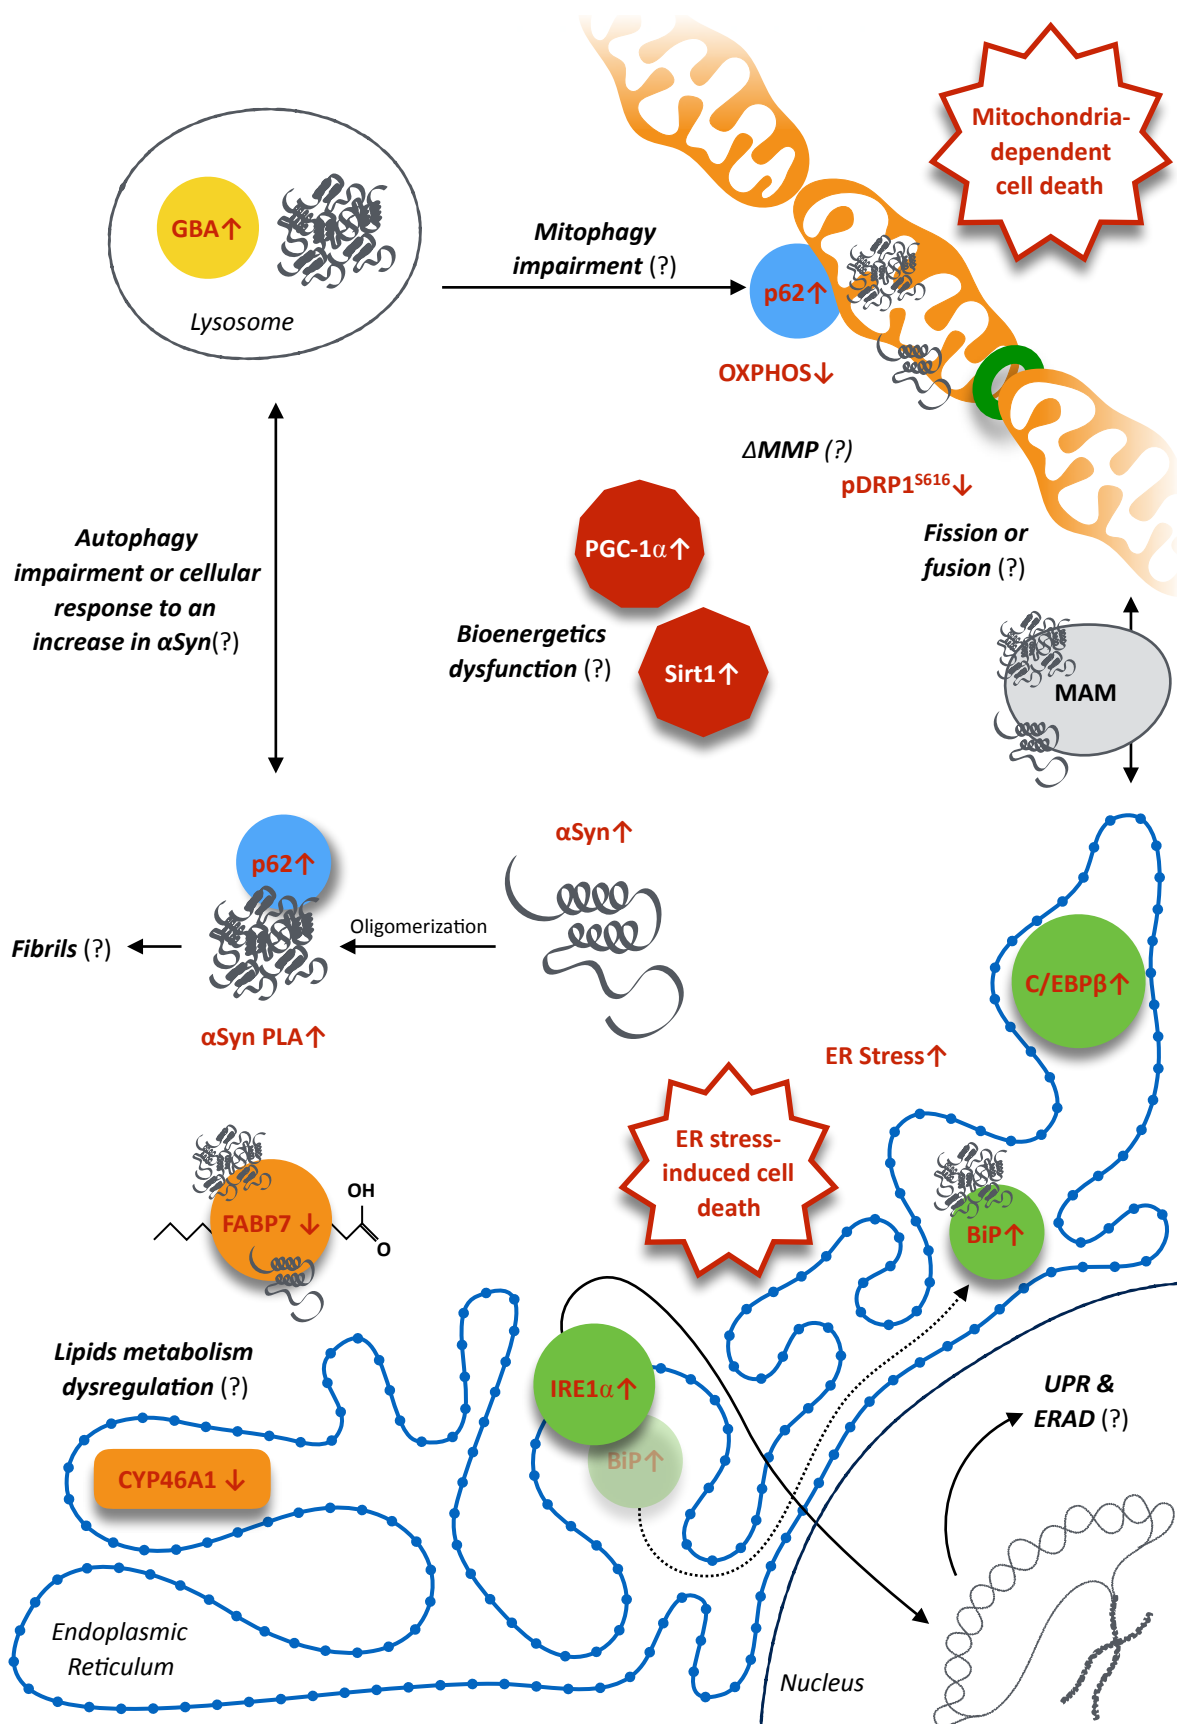 Mitochondria-
dependent
cell death
GBA↑
Lysosome
Mitophagy
impairment (?)
p62↑
OXPHOS↓
ΔMMP (?)
pDRP1S616↓
Fission or
fusion (?)
PGC-1α↑
Autophagy
impairment or cellular
response to an
increase in αSyn(?)
Bioenergetics
dysfunction (?)
Sirt1↑
MAM
p62↑
αSyn↑
Oligomerization
Fibrils (?)
αSyn PLA↑
C/EBPβ↑
ER Stress↑
ER stress-
induced cell
death
FABP7 ↓
OH
O
BiP↑
Lipids metabolism
dysregulation (?)
IRE1α↑
BiP↑
UPR &
ERAD (?)
CYP46A1 ↓
Endoplasmic
Reticulum
Nucleus